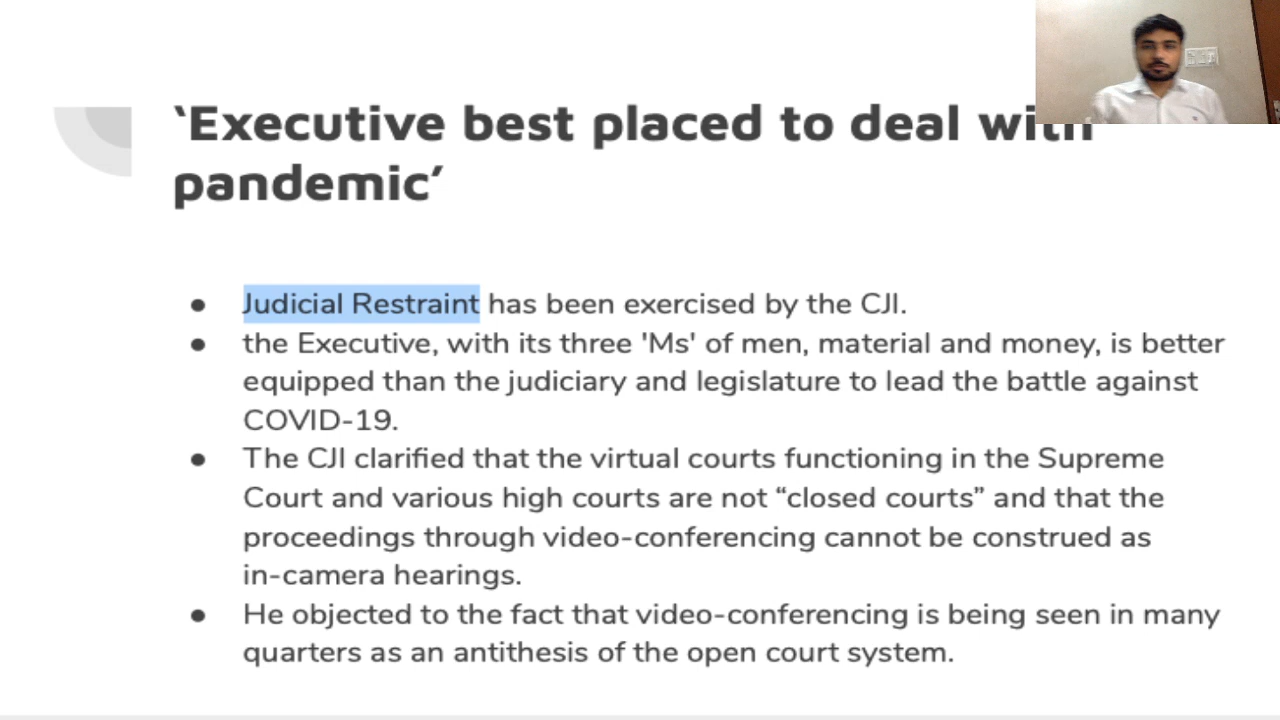 ‘Executive best placed to deal with
pandemic’
● Judicial Restraint has been exercised by the CJI.
● the Executive, with its three 'Ms' of men, material and money, is better
equipped than the judiciary and legislature to lead the battle against
COVID-19.
● The CJI clarified that the virtual courts functioning in the Supreme
Court and various high courts are not “closed courts” and that the
proceedings through video-conferencing cannot be construed as
in-camera hearings.
● He objected to the fact that video-conferencing is being seen in many
quarters as an antithesis of the open court system.